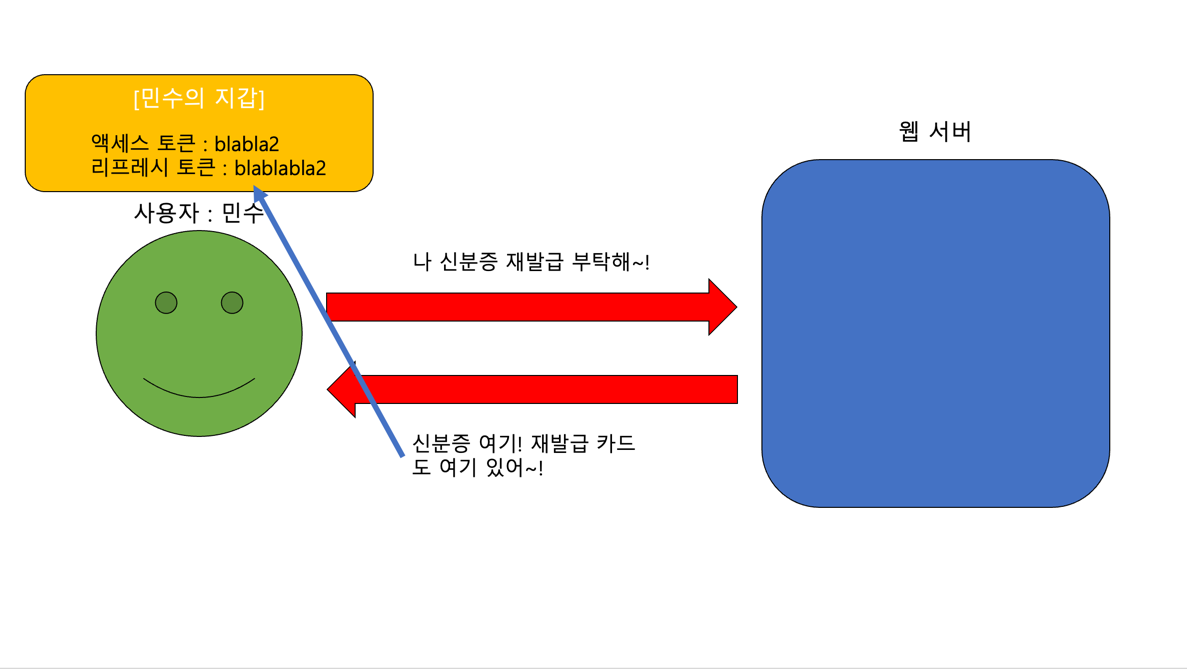 [민수의 지갑]
액세스 토큰 : blabla2
리프레시 토큰 : blablabla2
사용자 : 민수
웹 서버
나 신분증 재발급 부탁해~!
신분증 여기! 재발급 카드
도 여기 있어~!